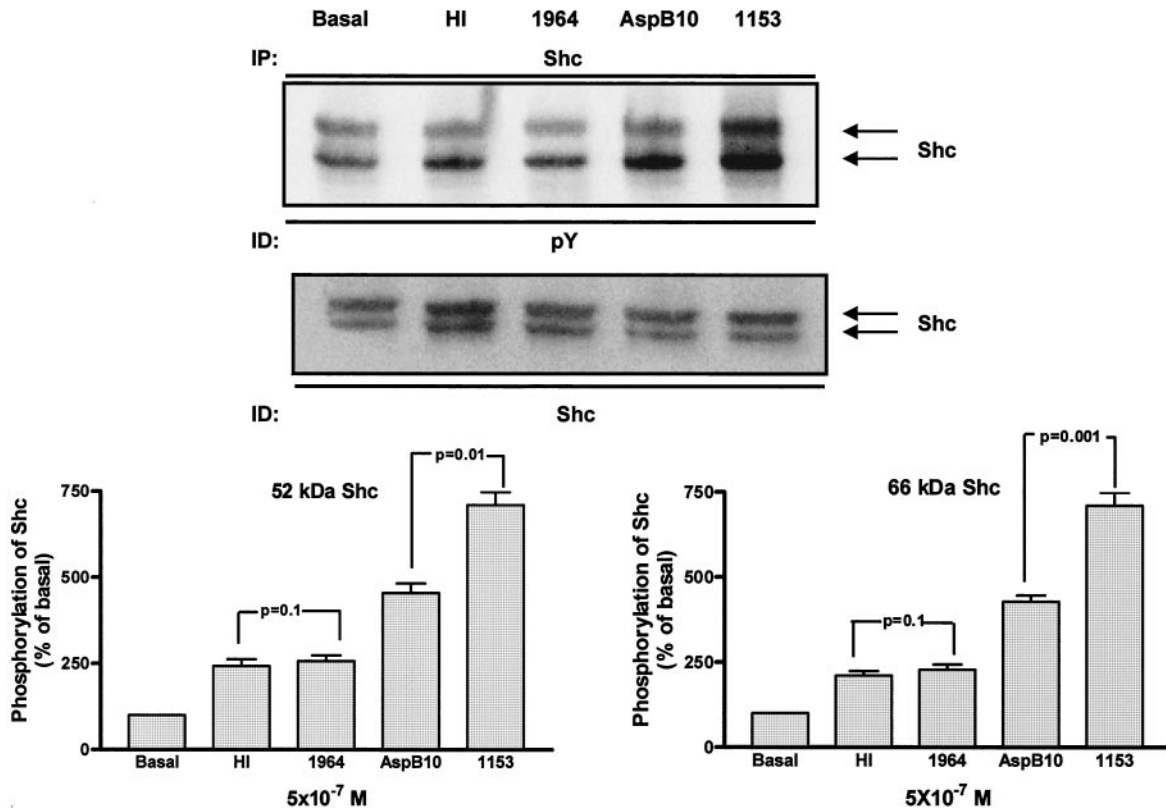 Basal HI 1964 AspB10 1153
IP: Shc
Shc
ID: pY
Shc
ID: Shc
52 kDa Shc
p=0.01
p=0.1
Phosphorylation of Shc
(% of basal)
750
500
250
0
Basal HI 1964 AspB10 1153
5x10⁻⁷ M
66 kDa Shc
p=0.001
p=0.1
Phosphorylation of Shc
(% of basal)
750
500
250
0
Basal HI 1964 AspB10 1153
5X10⁻⁷ M